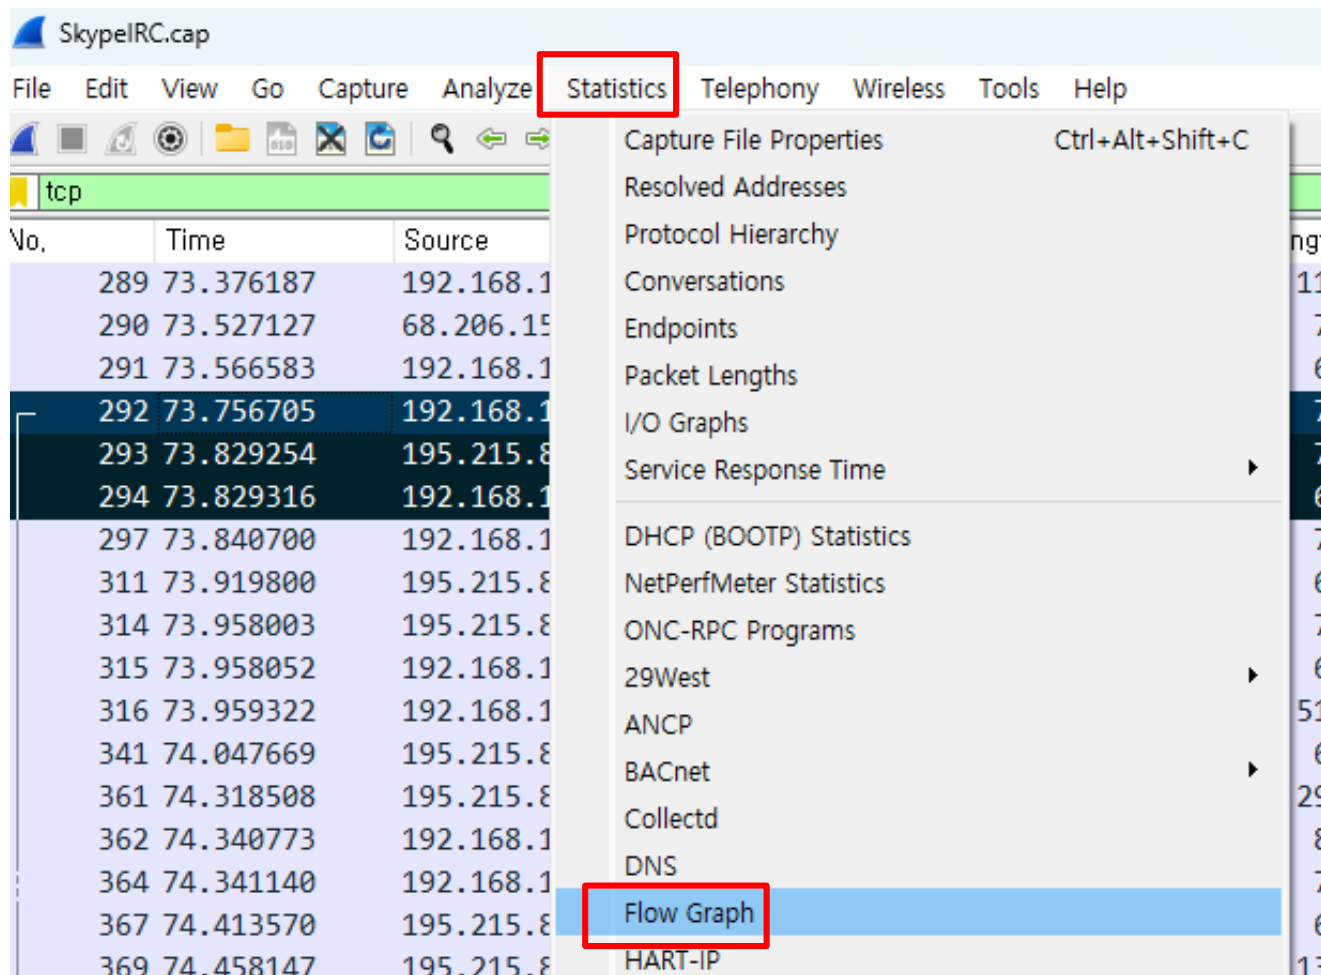 SkypeIRC.cap
File Edit View Go Capture Analyze Statistics Telephony Wireless Tools Help
tcp
No. Time Source
289 73.376187 192.168.1
290 73.527127 68.206.15
291 73.566583 192.168.1
292 73.756705 192.168.1
293 73.829254 195.215.8
294 73.829316 192.168.1
297 73.840700 192.168.1
311 73.919800 195.215.8
314 73.958003 195.215.8
315 73.958052 192.168.1
316 73.959322 192.168.1
341 74.047669 195.215.8
361 74.318508 195.215.8
362 74.340773 192.168.1
364 74.341140 192.168.1
367 74.413570 195.215.8
369 74.458147 195.215.8
Capture File Properties Ctrl+Alt+Shift+C
Resolved Addresses
Protocol Hierarchy
Conversations
Endpoints
Packet Lengths
I/O Graphs
Service Response Time
DHCP (BOOTP) Statistics
NetPerfMeter Statistics
ONC-RPC Programs
29West
ANCP
BACnet
Collectd
DNS
Flow Graph
HART-IP